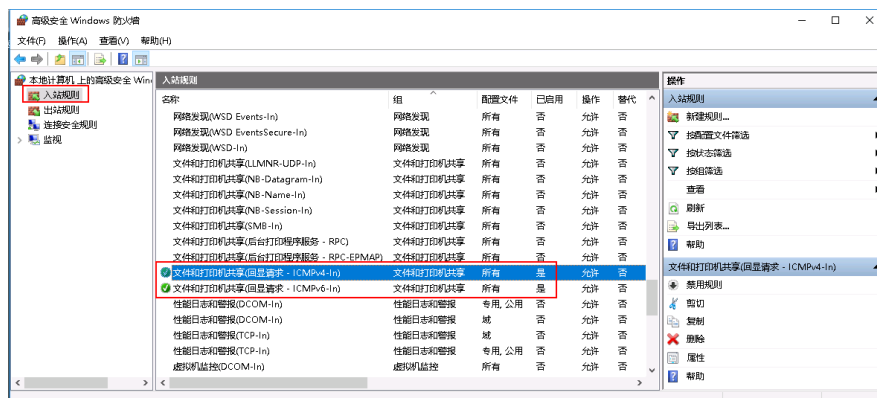 高级安全 Windows 防火墙
文件(F) 操作(A) 查看(V) 帮助(H)
本地计算机 上的高级安全 Win
入站规则
出站规则
连接安全规则
监视
入站规则
名称 组 配置文件 已启用 操作 替代
网络发现(WSD Events-In) 网络发现 所有 否 允许 否
网络发现(WSD EventsSecure-In) 网络发现 所有 否 允许 否
网络发现(WSD-In) 网络发现 所有 否 允许 否
文件和打印机共享(LLMNR-UDP-In) 文件和打印机共享 所有 否 允许 否
文件和打印机共享(NB-Datagram-In) 文件和打印机共享 所有 否 允许 否
文件和打印机共享(NB-Name-In) 文件和打印机共享 所有 否 允许 否
文件和打印机共享(NB-Session-In) 文件和打印机共享 所有 否 允许 否
文件和打印机共享(SMB-In) 文件和打印机共享 所有 否 允许 否
文件和打印机共享(后台打印程序服务 - RPC) 文件和打印机共享 所有 否 允许 否
文件和打印机共享(后台打印程序服务 - RPC-EPMAP) 文件和打印机共享 所有 否 允许 否
文件和打印机共享(回显请求 - ICMPv4-In) 文件和打印机共享 所有 是 允许 否
文件和打印机共享(回显请求 - ICMPv6-In) 文件和打印机共享 所有 是 允许 否
性能日志和警报(DCOM-In) 性能日志和警报 专用, 公用 否 允许 否
性能日志和警报(DCOM-In) 性能日志和警报 域 否 允许 否
性能日志和警报(TCP-In) 性能日志和警报 域 否 允许 否
性能日志和警报(TCP-In) 性能日志和警报 专用, 公用 否 允许 否
虚拟机监控(DCOM-In) 虚拟机监控 所有 否 允许 否
操作
入站规则
新建规则...
按配置文件筛选
按状态筛选
按组筛选
查看
刷新
导出列表...
帮助
文件和打印机共享(回显请求 - ICMPv4-In)
禁用规则
剪切
复制
删除
属性
帮助